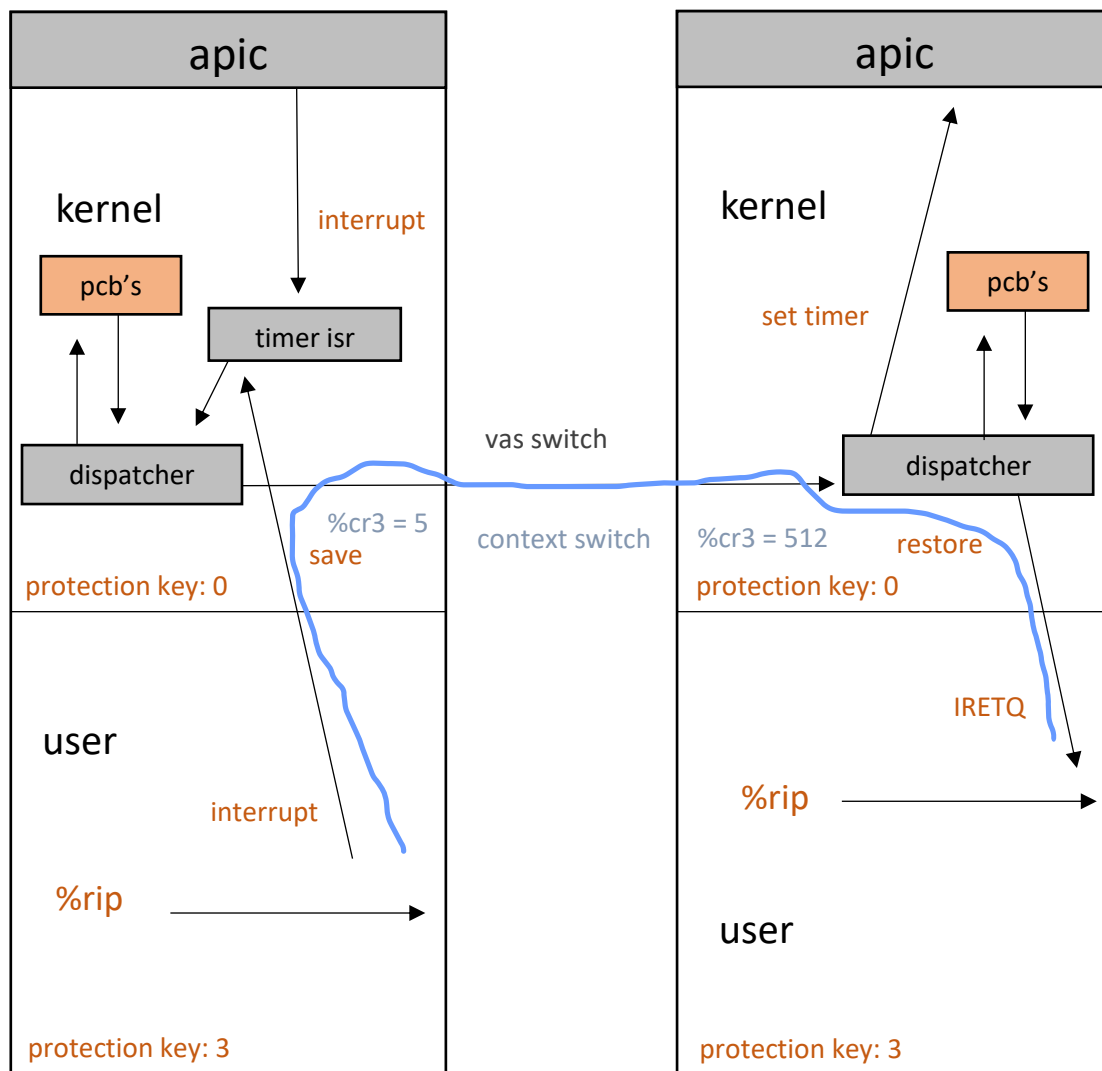 apic
kernel
interrupt
pcb's
timer isr
dispatcher
%cr3 = 5
save
protection key: 0
user
interrupt
%rip
protection key: 3
vas switch
context switch
apic
kernel
pcb's
set timer
dispatcher
%cr3 = 512
restore
protection key: 0
IRETQ
%rip
user
protection key: 3